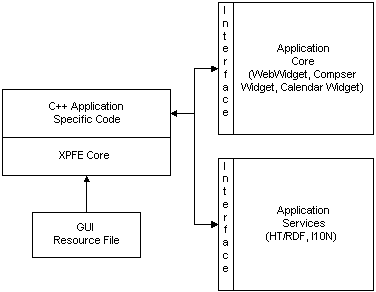 C++ Application
Specific Code
XPFE Core
GUI
Resource File
Interface
Application
Core
(WebWidget, Compser
Widget, Calendar Widget)
Interface
Application
Services
(HT/RDF, I10N)